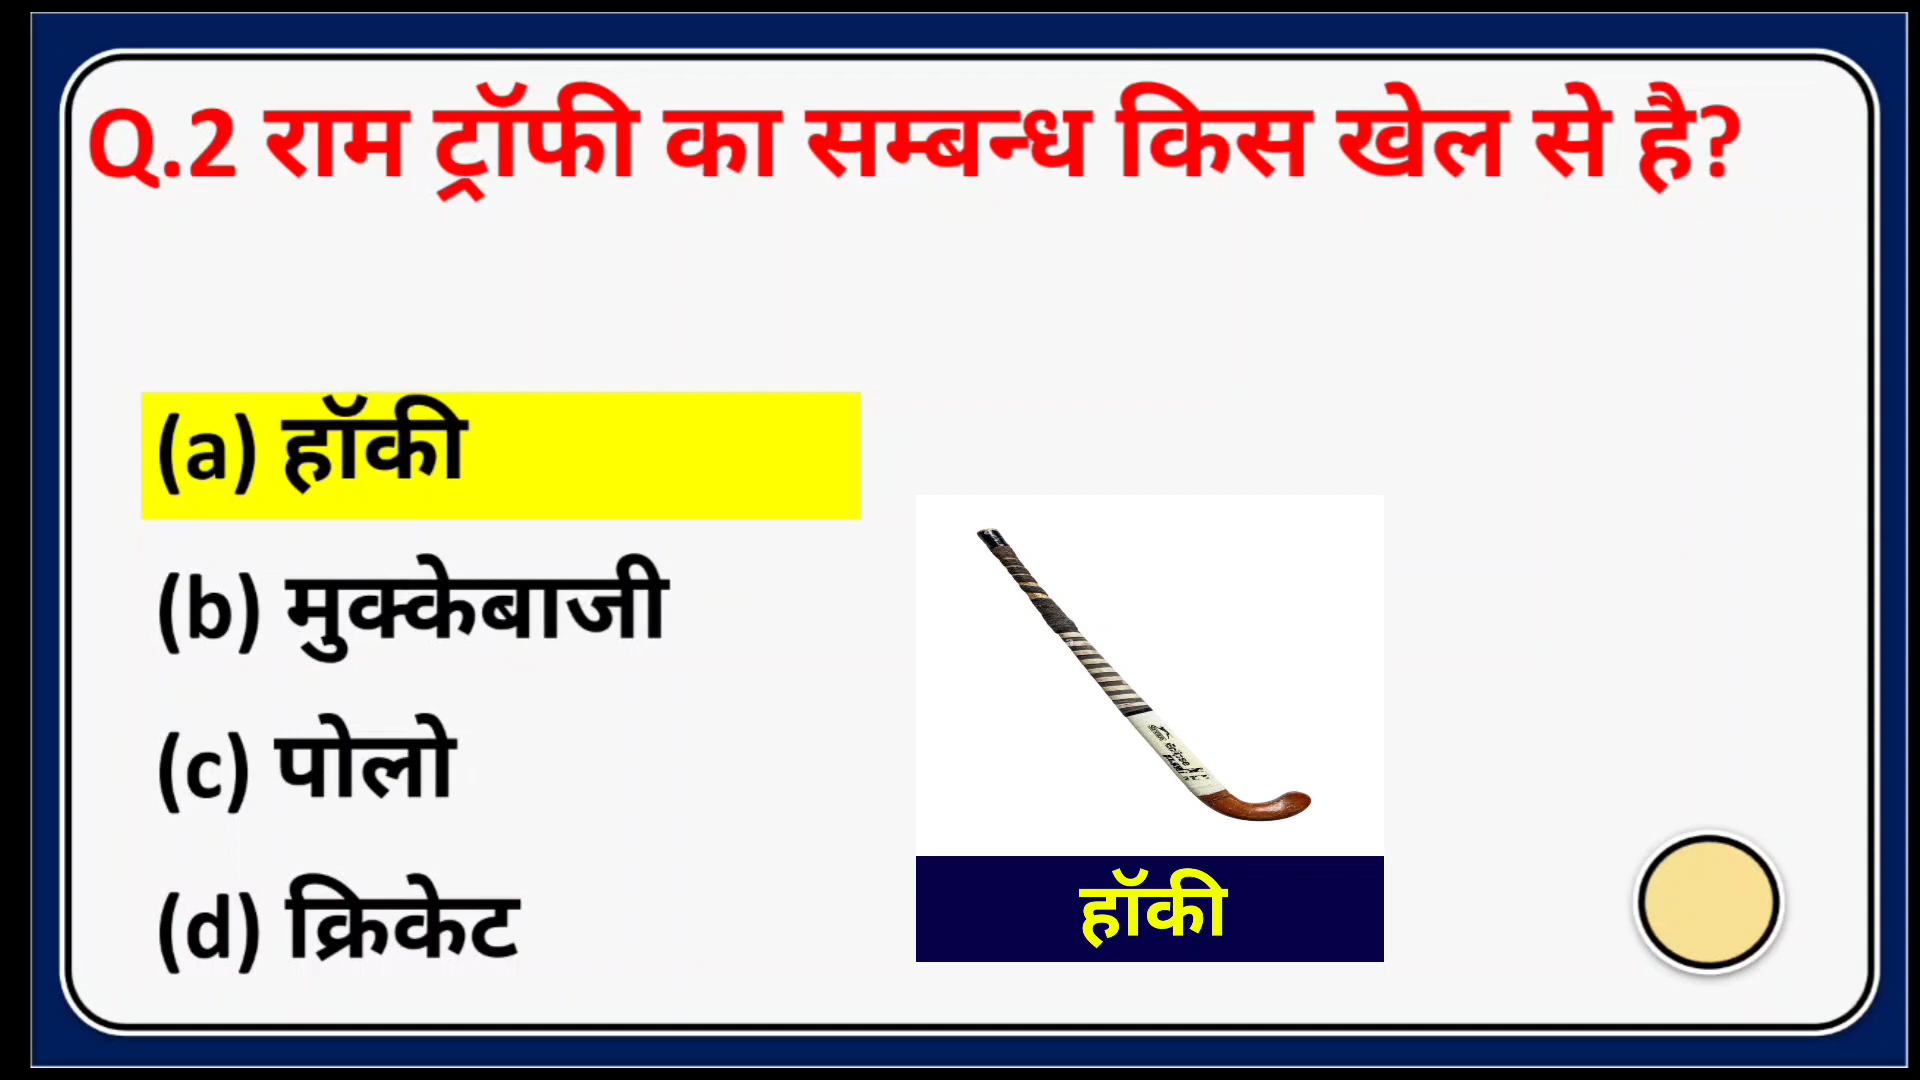 Q.2 राम ट्रॉफी का सम्बन्ध किस खेल से है?
(a) हॉकी
(b) मुक्केबाजी
(c) पोलो
(d) क्रिकेट
हॉकी